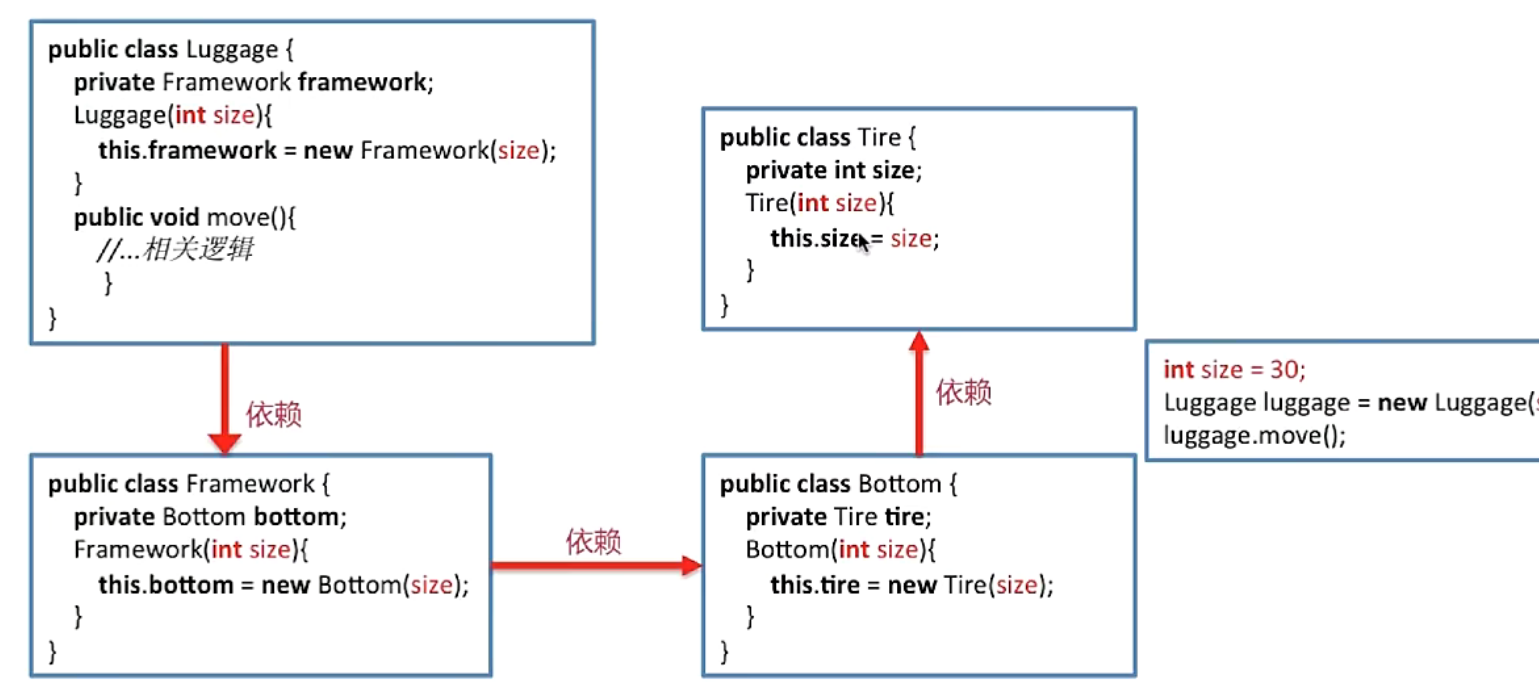 public class Luggage {
private Framework framework;
Luggage(int size){
this.framework = new Framework(size);
}
public void move(){
//...相关逻辑
}
}
依赖
public class Framework {
private Bottom bottom;
Framework(int size){
this.bottom = new Bottom(size);
}
}
依赖
public class Bottom {
private Tire tire;
Bottom(int size){
this.tire = new Tire(size);
}
}
依赖
public class Tire {
private int size;
Tire(int size){
this.size = size;
}
}
int size = 30;
Luggage luggage = new Luggage(
luggage.move();